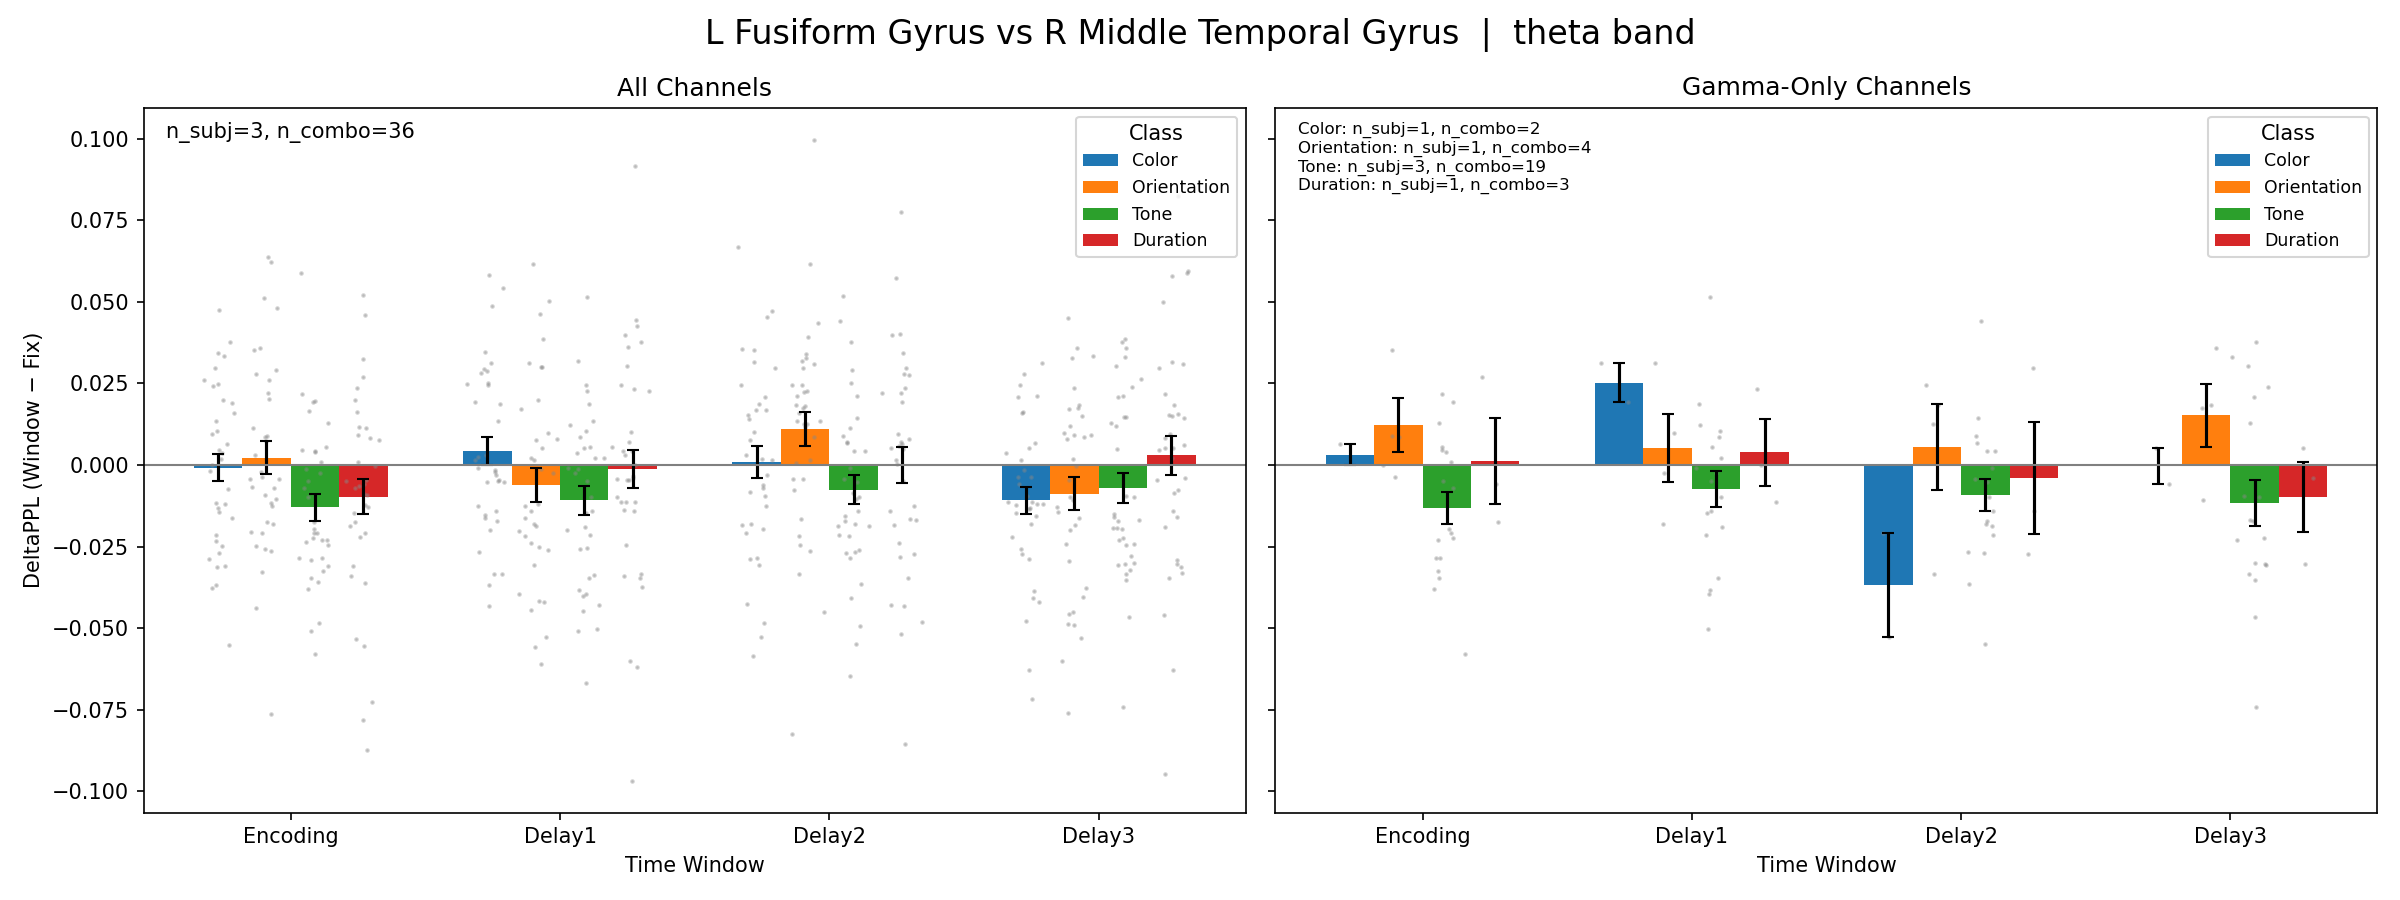 L Fusiform Gyrus vs R Middle Temporal Gyrus | theta band
All Channels
n_subj=3, n_combo=36
Class
Color
Orientation
Tone
Duration
0.100
0.075
0.050
0.025
0.000
−0.025
−0.050
−0.075
−0.100
DeltaPPL (Window − Fix)
Encoding
Delay1
Delay2
Delay3
Time Window
Gamma-Only Channels
Color: n_subj=1, n_combo=2
Orientation: n_subj=1, n_combo=4
Tone: n_subj=3, n_combo=19
Duration: n_subj=1, n_combo=3
Class
Color
Orientation
Tone
Duration
Encoding
Delay1
Delay2
Delay3
Time Window